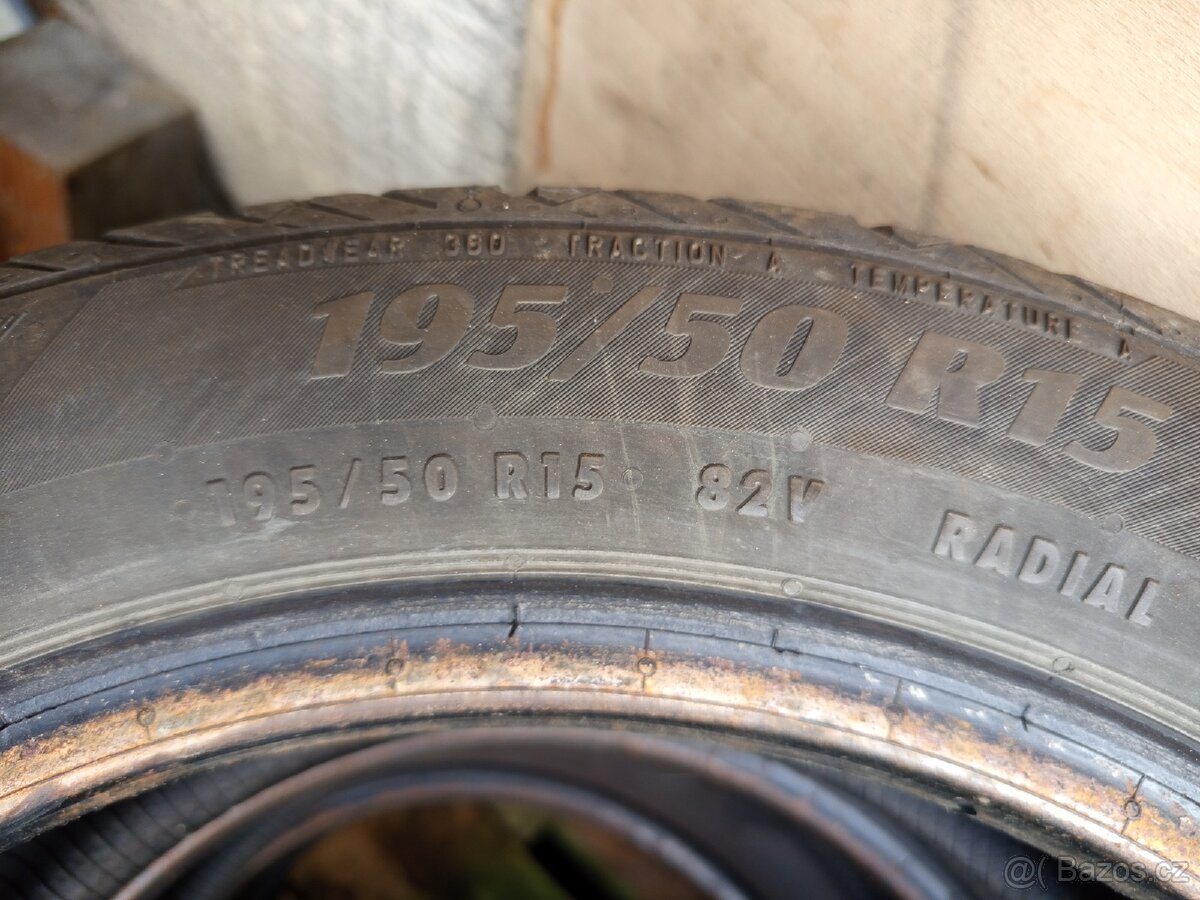 TREADWEAR 380 TRACTION A TEMPERATURE A
195/50 R15
195/50 R15 82V RADIAL
@( Bazos.cz